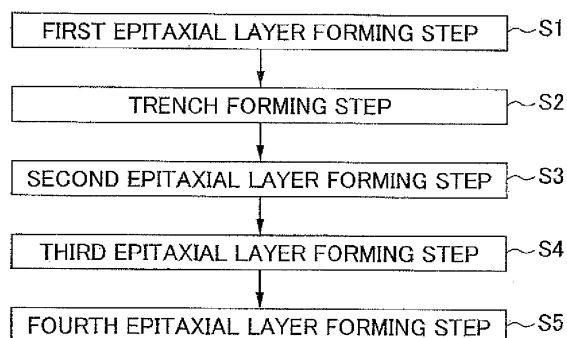 FIRST EPITAXIAL LAYER FORMING STEP S1
TRENCH FORMING STEP S2
SECOND EPITAXIAL LAYER FORMING STEP S3
THIRD EPITAXIAL LAYER FORMING STEP S4
FOURTH EPITAXIAL LAYER FORMING STEP S5